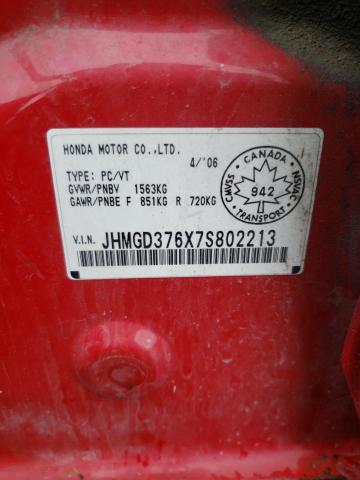 HONDA MOTOR CO.,LTD.
4/'06
TYPE: PC/VT
GVWR/PNBV 1563KG
GAWR/PNBE F 851KG R 720KG
CANADA
CMVSS
NSVAC
942
TRANSPORT
V.I.N. JHMGD376X7S802213